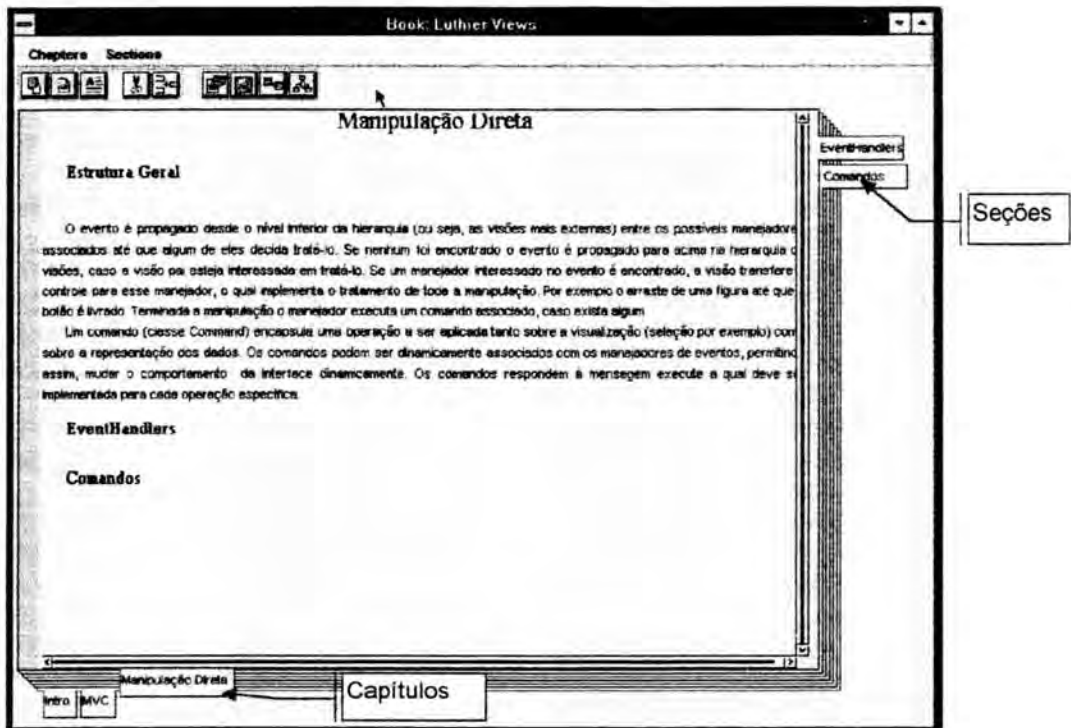 Book: Luthier Views
Chapters Sections
Manipulação Direta
Estrutura Geral
O evento é propagado desde o nível inferior da hierarquia (ou seja, as visões mais externas) entre os possíveis manejadore
associados até que algum de eles decida tratá-lo. Se nenhum foi encontrado o evento é propagado para acima na hierarquia d
visões, caso a visão pai esteja interessada em tratá-lo. Se um manejador interessado no evento é encontrado, a visão transfere
controle para esse manejador, o qual implementa o tratamento de toda a manipulação. Por exemplo o arraste de uma figura até que
botão é livrado. Terminada a manipulação o manejador executa um comando associado, caso exista algum
Um comando (classe Command) encapsula uma operação a ser aplicada tanto sobre a visualização (seleção por exemplo) com
sobre a representação dos dados. Os comandos podem ser dinamicamente associados com os manejadores de eventos, permitind
assim, mudar o comportamento da interface dinamicamente. Os comandos respondem à mensagem execute a qual deve se
implementada para cada operação específica.
EventHandlers
Comandos
EventHandlers
Comandos
Seções
Manipulação Direta
Intro MVC
Capítulos